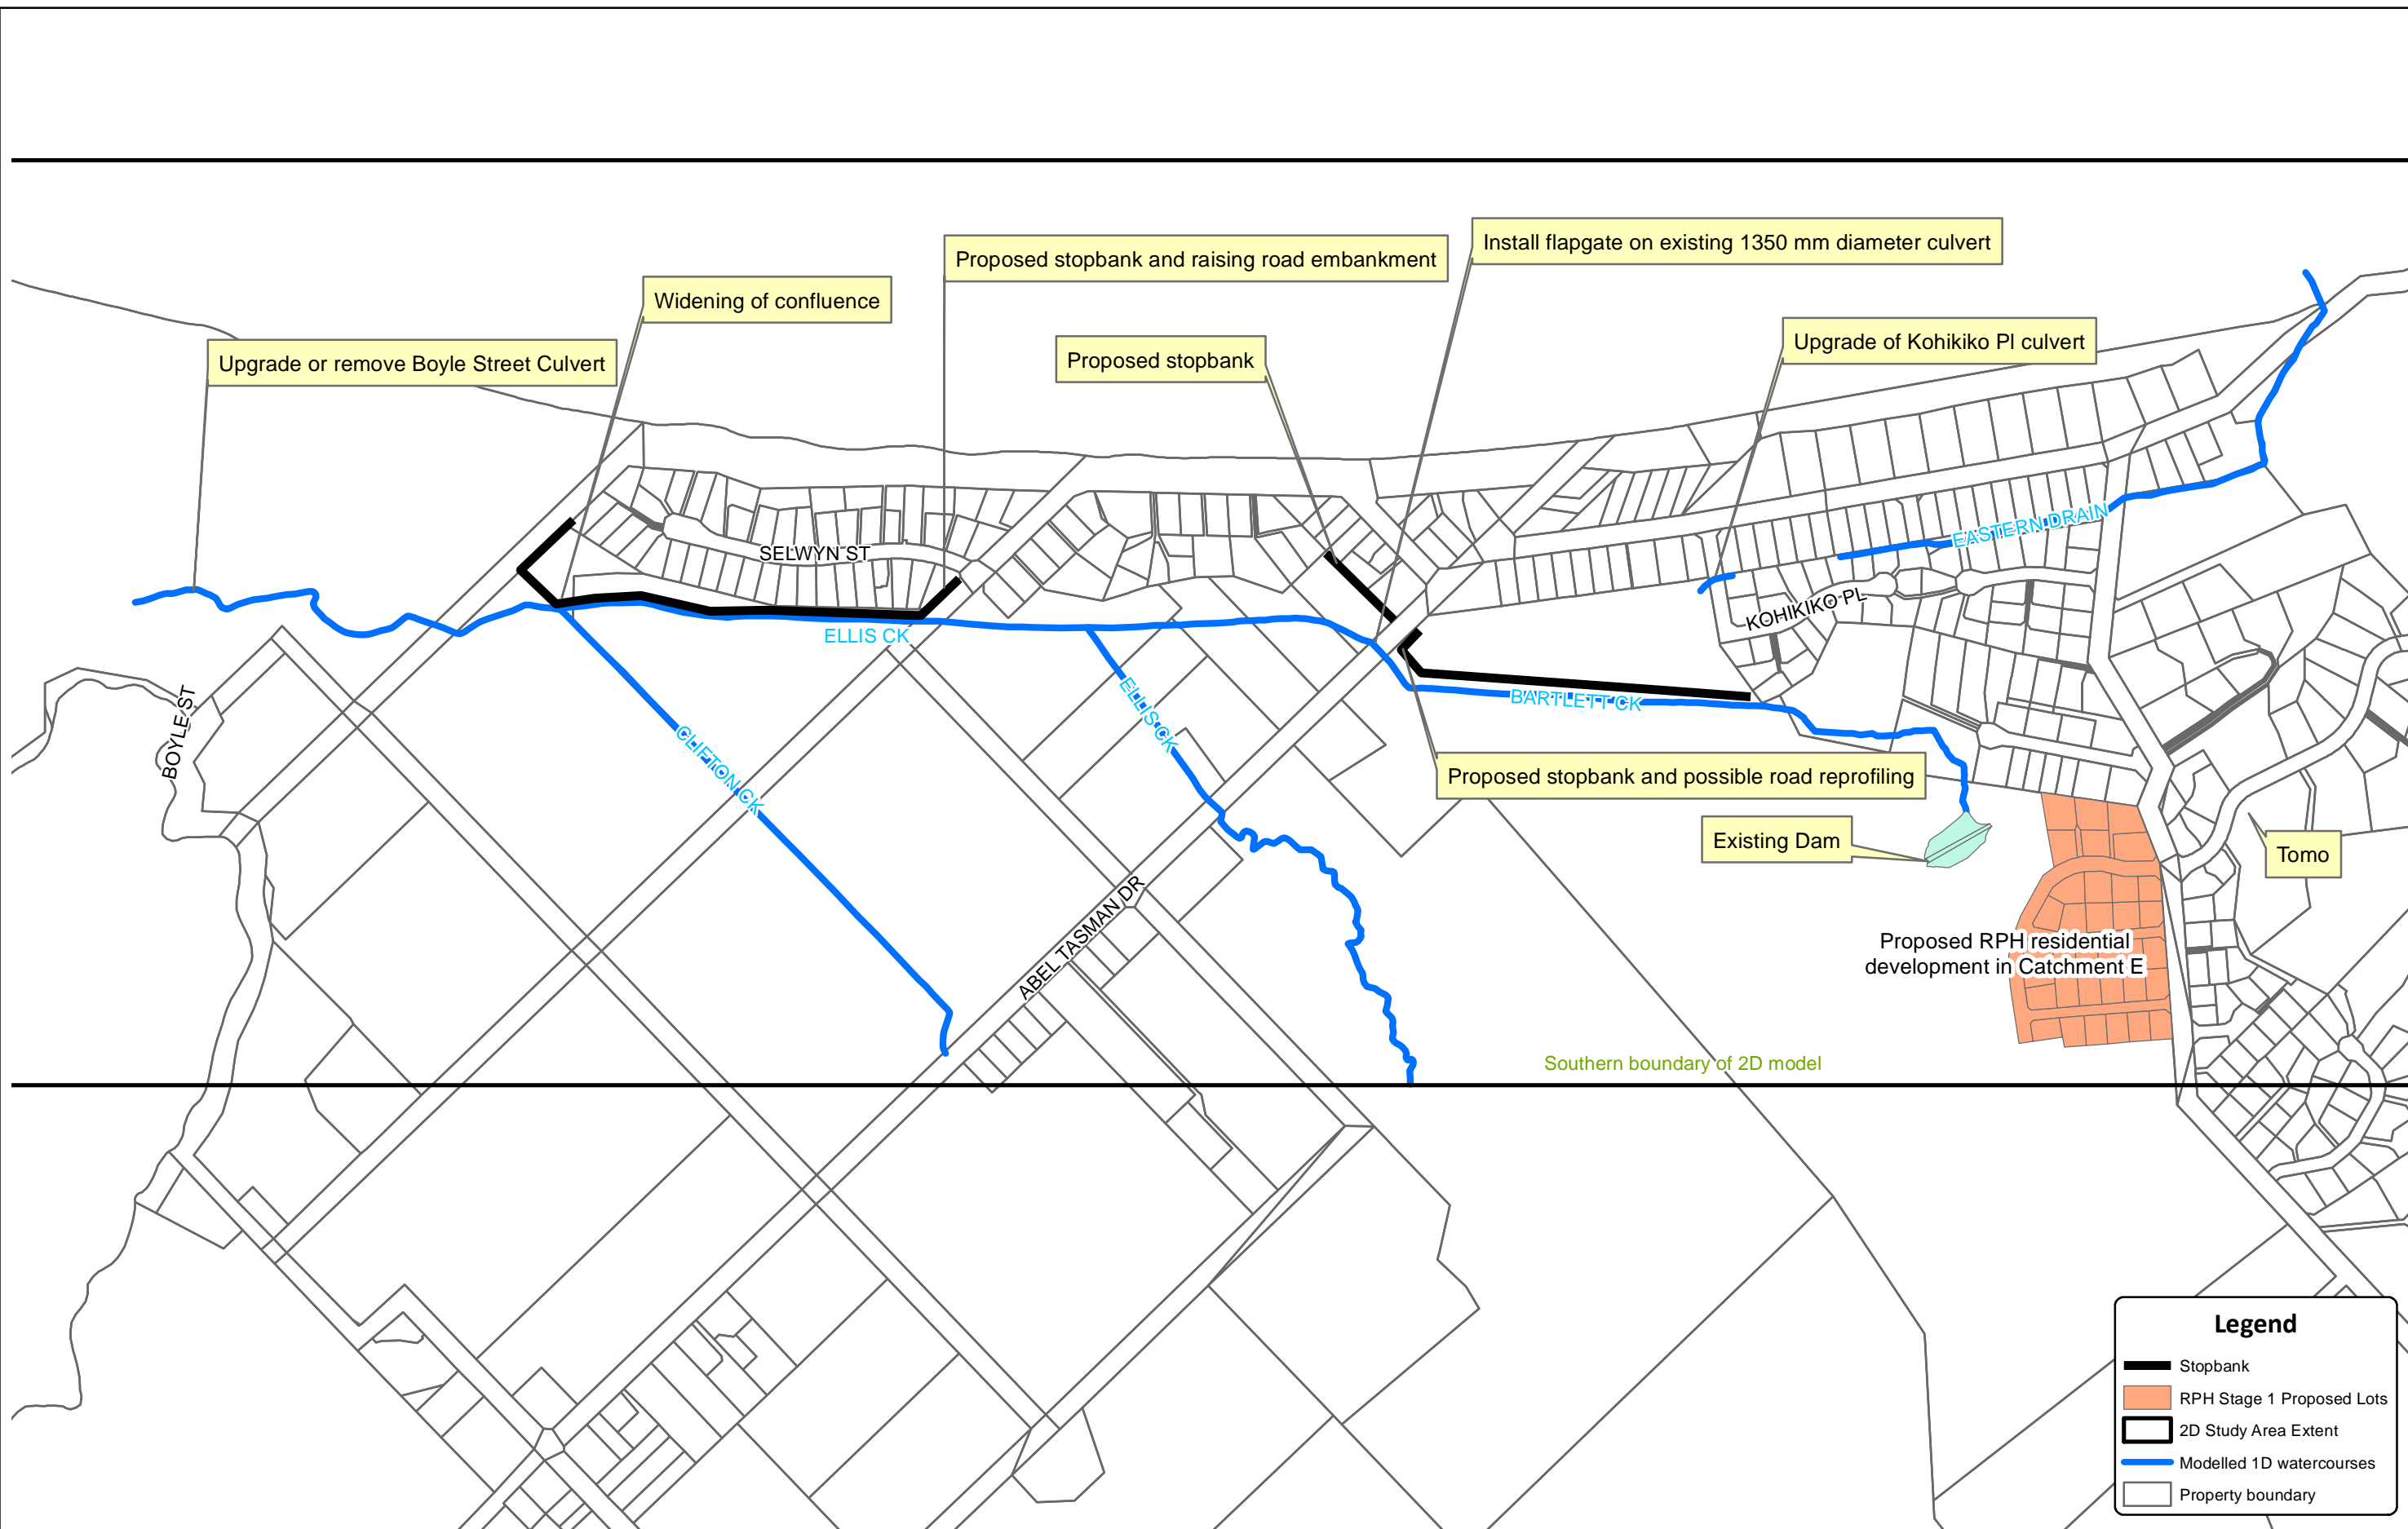 Install flapgate on existing 1350 mm diameter culvert
Proposed stopbank and raising road embankment
Widening of confluence
Upgrade of Kohikiko Pl culvert
Proposed stopbank
Upgrade or remove Boyle Street Culvert
EASTERN DRAIN
SELWYN ST
KOHIKIKO PL
ELLIS CK
BARTLETT CK
ELLIS CK
BOYLE ST
CLIFTON CK
Proposed stopbank and possible road reprofiling
Existing Dam
Tomo
ABEL TASMAN DR
Proposed RPH residential
development in Catchment E
Southern boundary of 2D model
Legend
Stopbank
RPH Stage 1 Proposed Lots
2D Study Area Extent
Modelled 1D watercourses
Property boundary